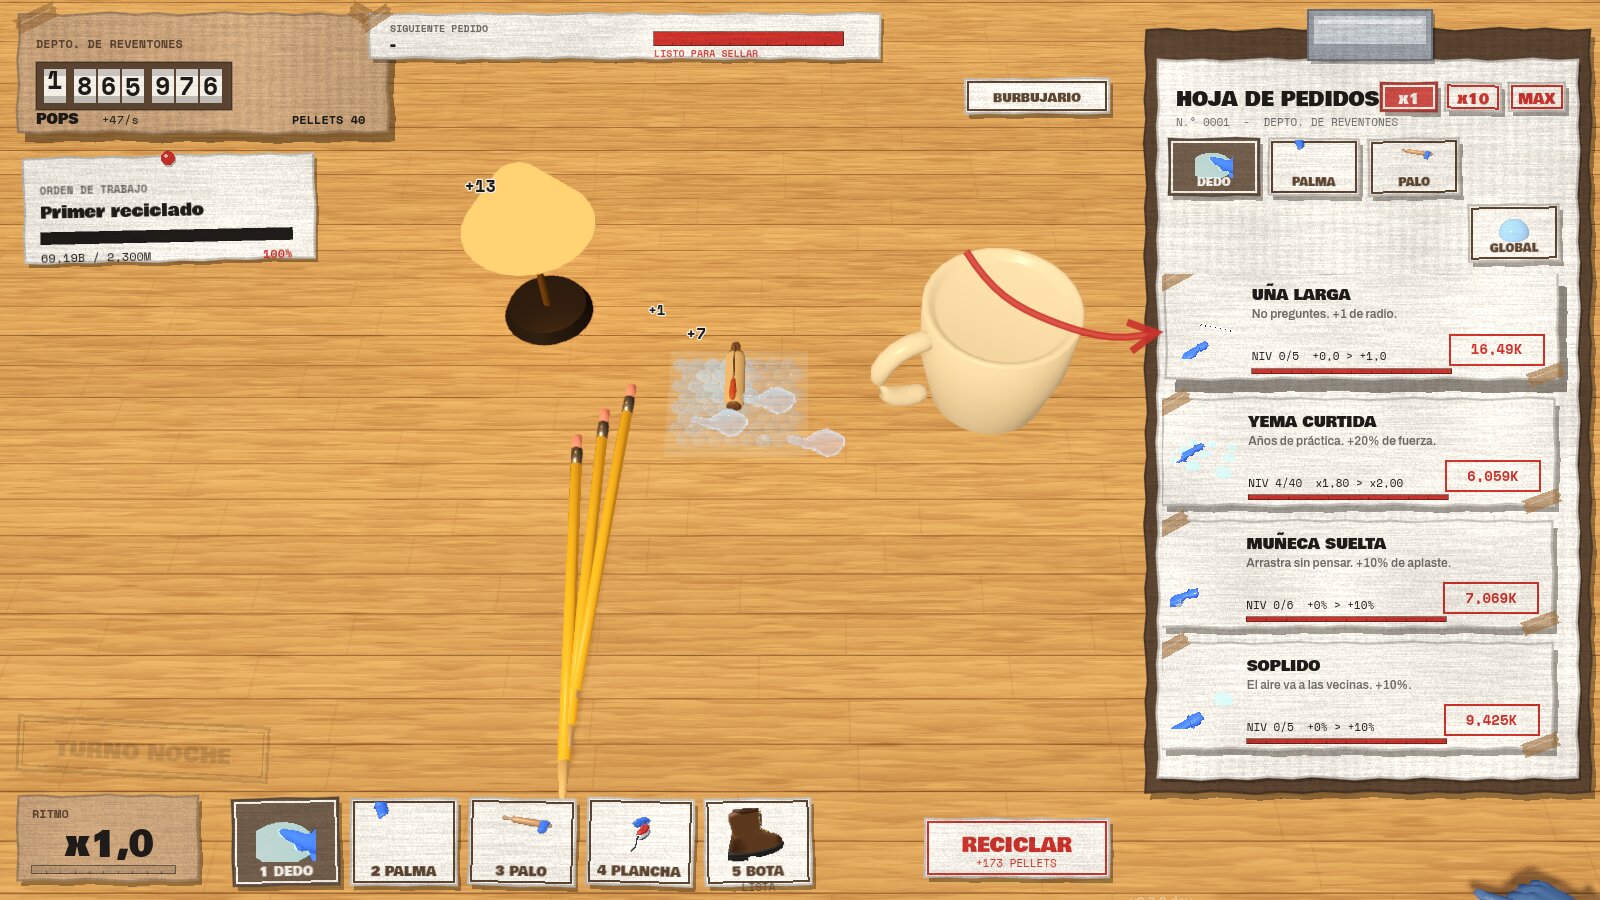 DEPTO. DE REVENTONES
1 865 976
POPS +47/s PELLETS 40
SIGUIENTE PEDIDO
-
LISTO PARA SELLAR
BURBUJARIO
ORDEN DE TRABAJO
Primer reciclado
69.19B / 2,300M 100%
+13
+1
+7
HOJA DE PEDIDOS x1 x10 MAX
N.° 0001 - DEPTO. DE REVENTONES
DEDO PALMA PALO
GLOBAL
UÑA LARGA
No preguntes. +1 de radio.
NIV 0/5 +0,0 > +1,0
16,49K
YEMA CURTIDA
Años de práctica. +20% de fuerza.
NIV 4/40 x1,80 > x2,00
6,059K
MUÑECA SUELTA
Arrastra sin pensar. +10% de aplaste.
NIV 0/6 +0% > +10%
7,069K
SOPLIDO
El aire va a las vecinas. +10%.
NIV 0/5 +0% > +10%
9,425K
TURNO NOCHE
RITMO
x1,0
1 DEDO
2 PALMA
3 PALO
4 PLANCHA
5 BOTA
LISTA
RECICLAR
+173 PELLETS